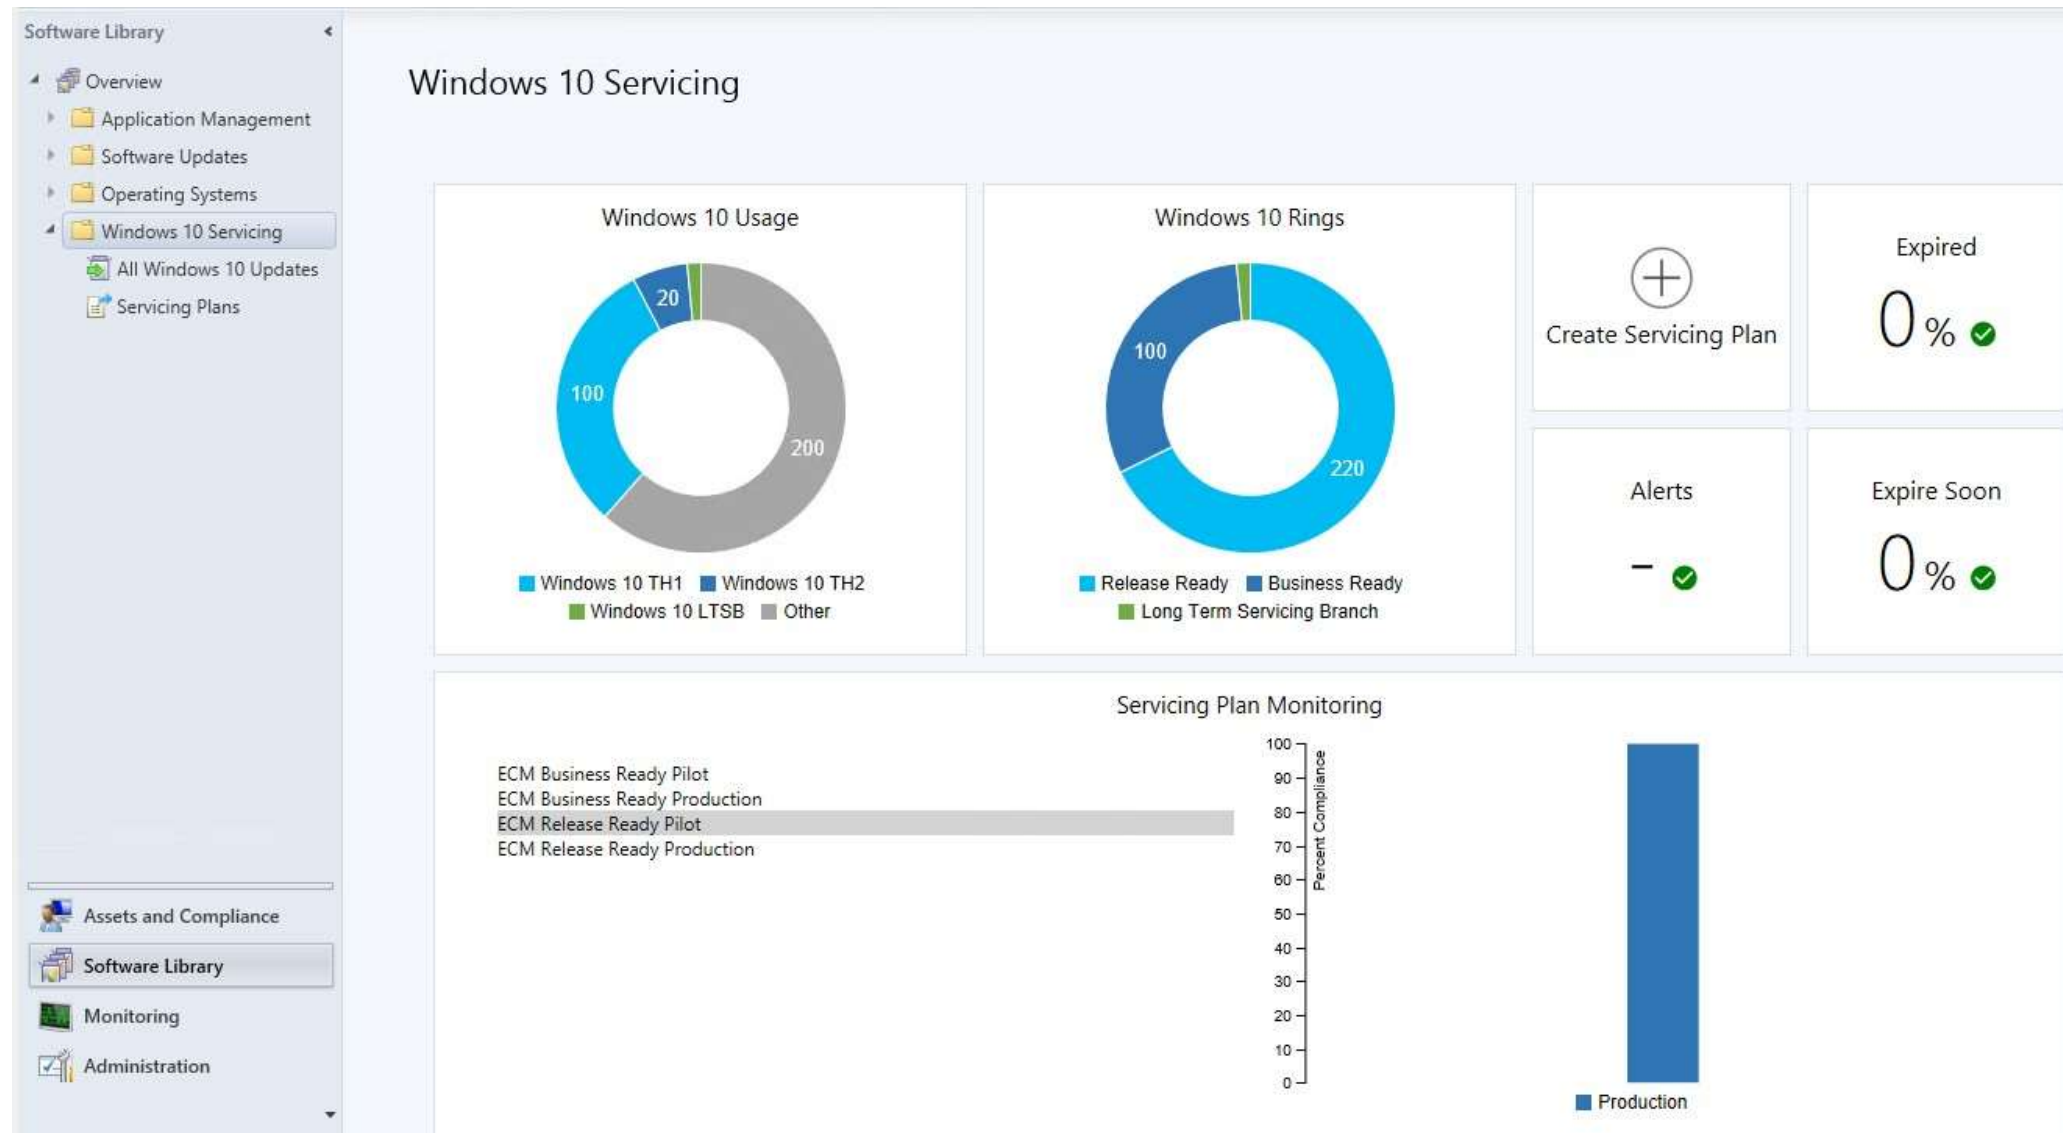 Software Library
Overview
Application Management
Software Updates
Operating Systems
Windows 10 Servicing
All Windows 10 Updates
Servicing Plans
Assets and Compliance
Software Library
Monitoring
Administration
Windows 10 Servicing
Windows 10 Usage
20
100
200
Windows 10 TH1 Windows 10 TH2
Windows 10 LTSB Other
Windows 10 Rings
100
220
Release Ready Business Ready
Long Term Servicing Branch
Create Servicing Plan
Expired
0 %
Alerts
-
Expire Soon
0 %
Servicing Plan Monitoring
ECM Business Ready Pilot
ECM Business Ready Production
ECM Release Ready Pilot
ECM Release Ready Production
100
90
80
70
60
50
40
30
20
10
0
Percent Compliance
Production